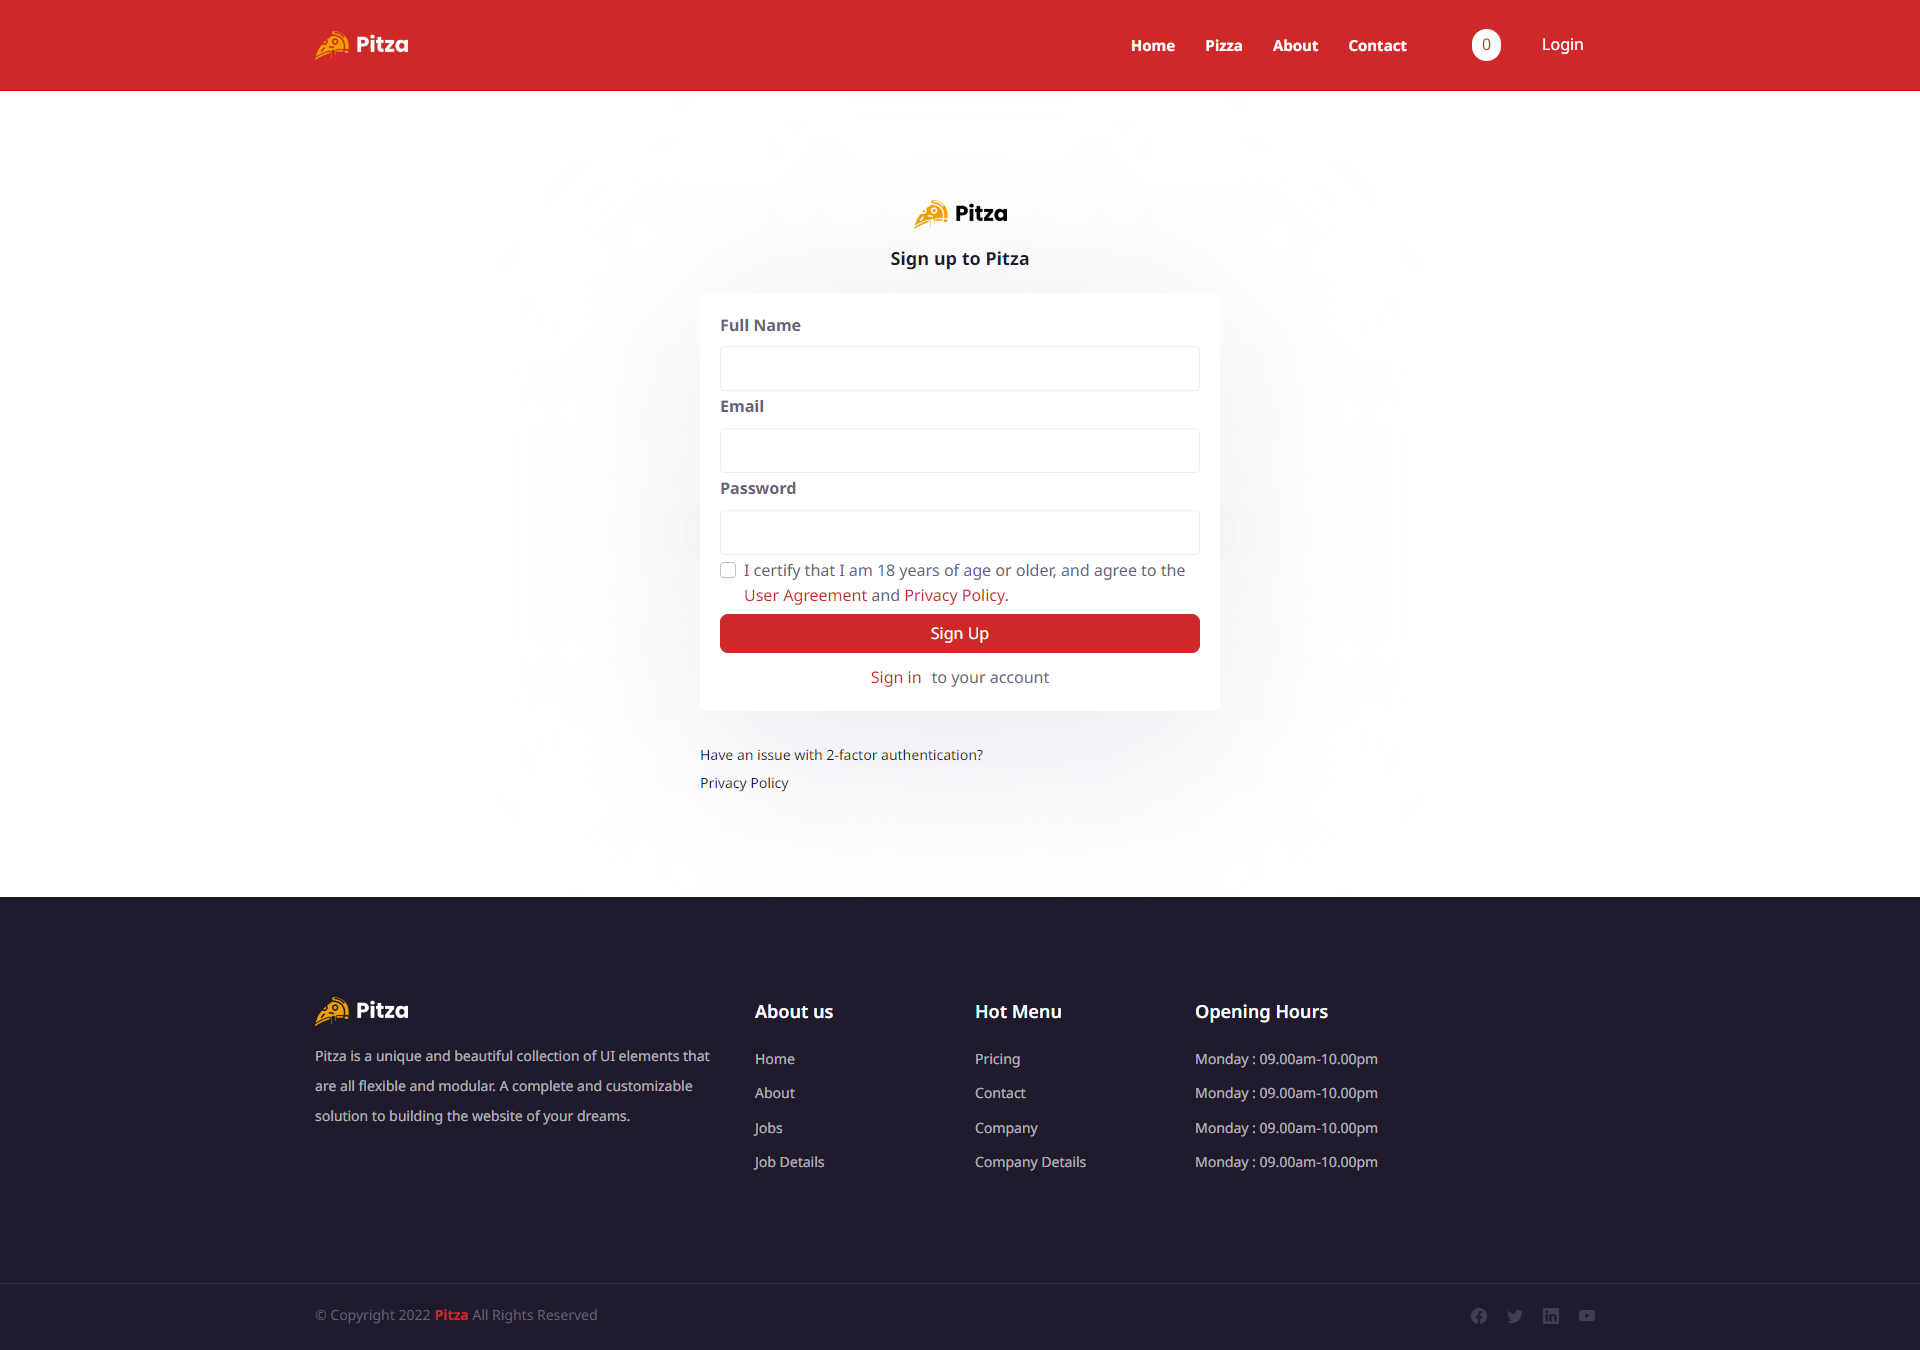 Pitza
Home Pizza About Contact 0 Login
Pitza
Sign up to Pitza
Full Name
Email
Password
I certify that I am 18 years of age or older, and agree to the
User Agreement and Privacy Policy.
Sign Up
Sign in to your account
Have an issue with 2-factor authentication?
Privacy Policy
Pitza
Pitza is a unique and beautiful collection of UI elements that
are all flexible and modular. A complete and customizable
solution to building the website of your dreams.
About us
Home
About
Jobs
Job Details
Hot Menu
Pricing
Contact
Company
Company Details
Opening Hours
Monday : 09.00am-10.00pm
Monday : 09.00am-10.00pm
Monday : 09.00am-10.00pm
Monday : 09.00am-10.00pm
© Copyright 2022 Pitza All Rights Reserved